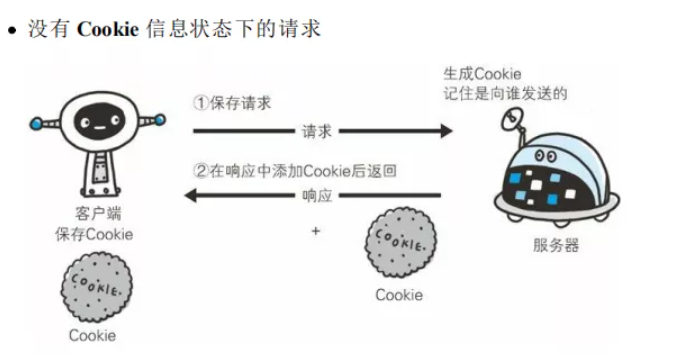 • 没有 Cookie 信息状态下的请求
生成Cookie
记住是向谁发送的
①保存请求
请求
②在响应中添加Cookie后返回
响应
客户端
保存Cookie
+
COOKIE.
服务器
COOKIE.
Cookie
Cookie